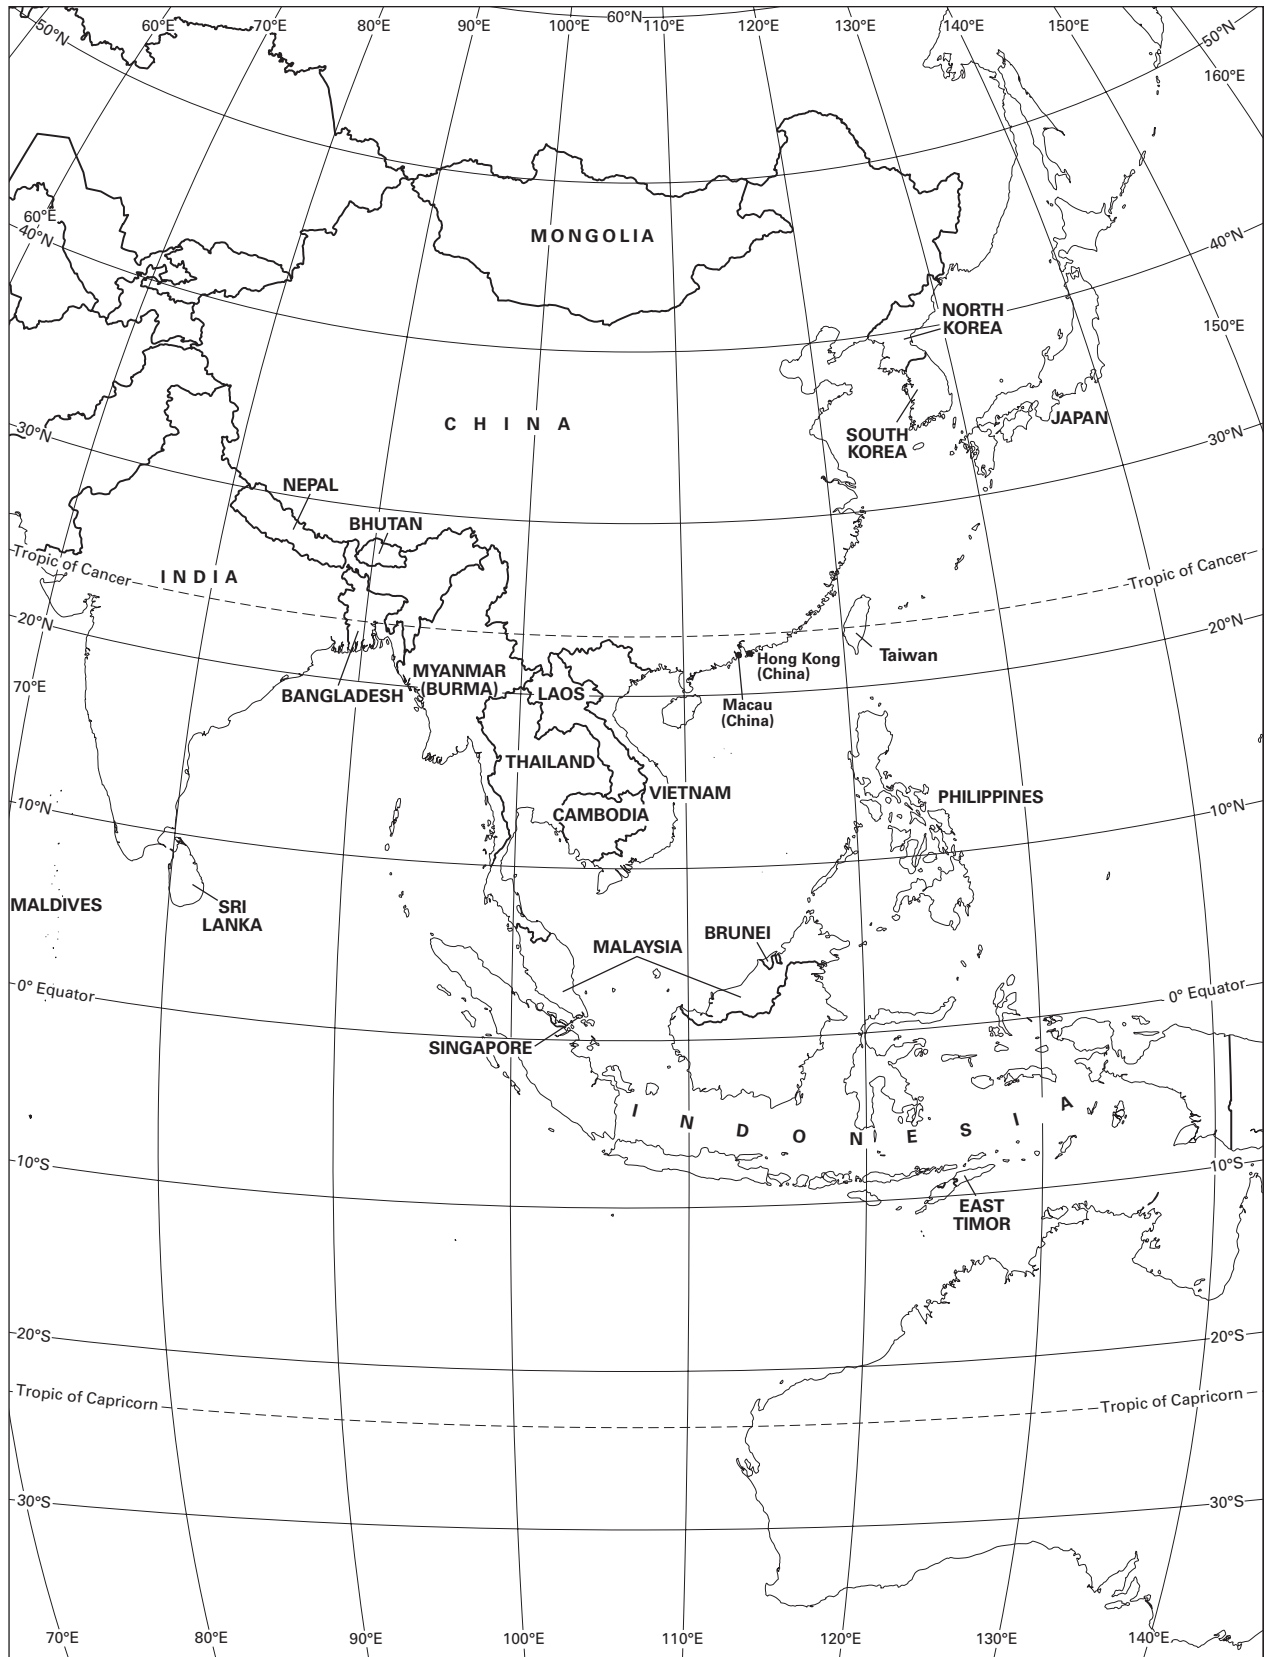 60°N
50°N
60°E
70°E
80°E
90°E
100°E
110°E
120°E
130°E
140°E
150°E
50°N
160°E
60°E
40°N
MONGOLIA
40°N
NORTH
KOREA
150°E
CHINA
SOUTH
KOREA
JAPAN
30°N
30°N
NEPAL
BHUTAN
Tropic of Cancer
INDIA
Tropic of Cancer
20°N
20°N
Taiwan
Hong Kong
(China)
MYANMAR
(BURMA)
70°E
BANGLADESH
LAOS
Macau
(China)
THAILAND
VIETNAM
PHILIPPINES
10°N
10°N
CAMBODIA
MALDIVES
SRI
LANKA
BRUNEI
MALAYSIA
0° Equator
0° Equator
SINGAPORE
INDONESIA
10°S
10°S
EAST
TIMOR
20°S
20°S
Tropic of Capricorn
Tropic of Capricorn
30°S
30°S
70°E
80°E
90°E
100°E
110°E
120°E
130°E
140°E